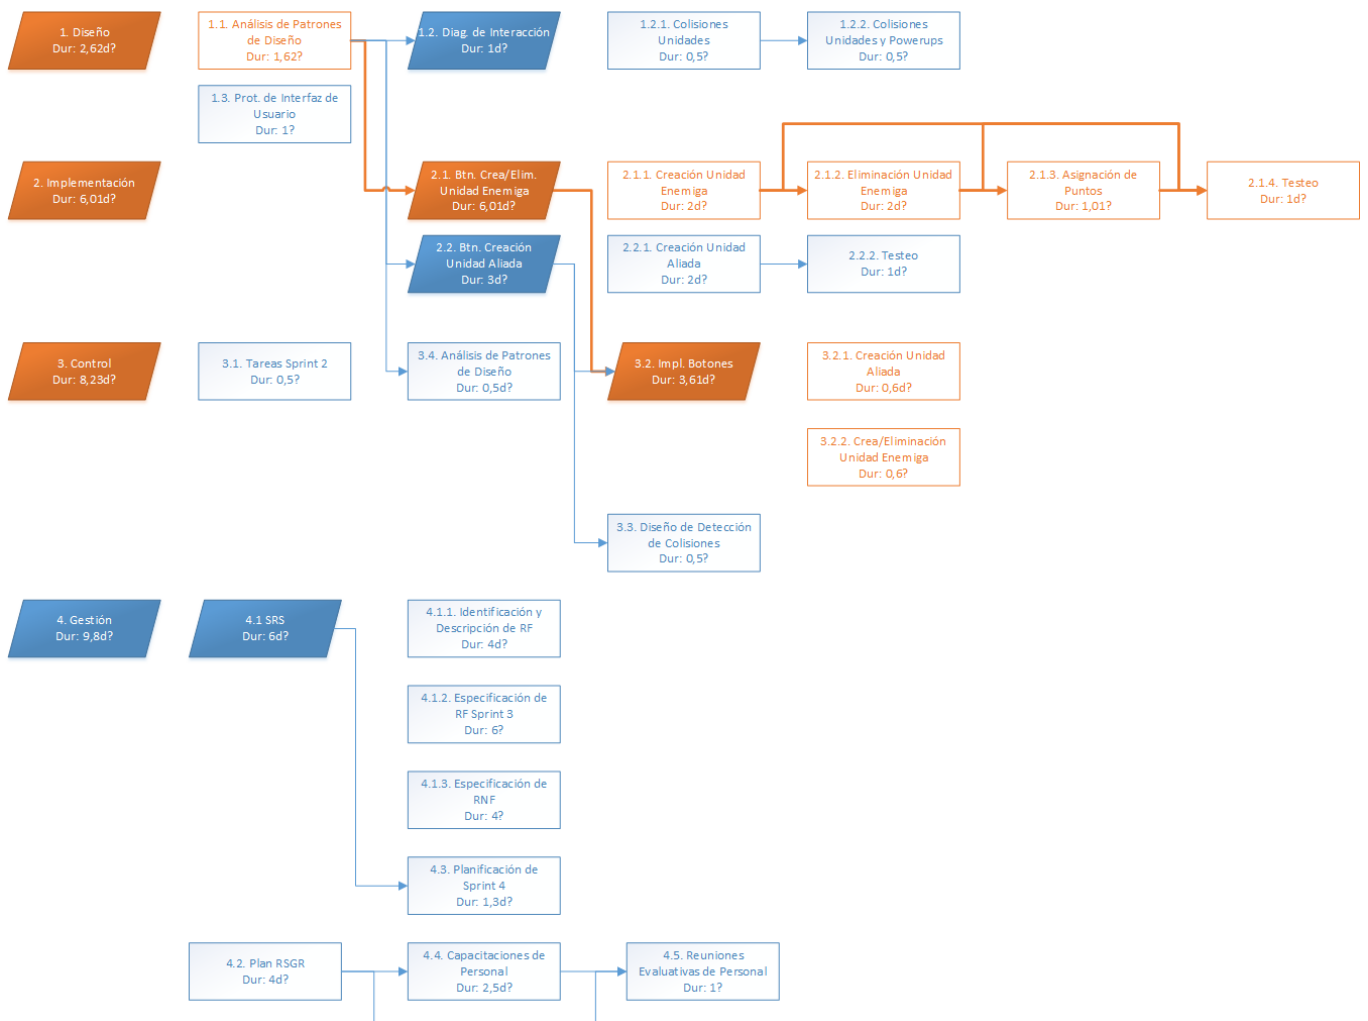 1. Diseño
Dur: 2,62d?
1.1. Análisis de Patrones
de Diseño
Dur: 1,62?
1.2. Diag. de Interacción
Dur: 1d?
1.2.1. Colisiones
Unidades
Dur: 0,5?
1.2.2. Colisiones
Unidades y Powerups
Dur: 0,5?
1.3. Prot. de Interfaz de
Usuario
Dur: 1?
2. Implementación
Dur: 6,01d?
2.1. Btn. Crea/Elim.
Unidad Enemiga
Dur: 6,01d?
2.1.1. Creación Unidad
Enemiga
Dur: 2d?
2.1.2. Eliminación Unidad
Enemiga
Dur: 2d?
2.1.3. Asignación de
Puntos
Dur: 1,01?
2.1.4. Testeo
Dur: 1d?
2.2. Btn. Creación
Unidad Aliada
Dur: 3d?
2.2.1. Creación Unidad
Aliada
Dur: 2d?
2.2.2. Testeo
Dur: 1d?
3. Control
Dur: 8,23d?
3.1. Tareas Sprint 2
Dur: 0,5?
3.4. Análisis de Patrones
de Diseño
Dur: 0,5d?
3.2. Impl. Botones
Dur: 3,61d?
3.2.1. Creación Unidad
Aliada
Dur: 0,6d?
3.2.2. Crea/Eliminación
Unidad Enemiga
Dur: 0,6?
3.3. Diseño de Detección
de Colisiones
Dur: 0,5?
4. Gestión
Dur: 9,8d?
4.1 SRS
Dur: 6d?
4.1.1. Identificación y
Descripción de RF
Dur: 4d?
4.1.2. Especificación de
RF Sprint 3
Dur: 6?
4.1.3. Especificación de
RNF
Dur: 4?
4.3. Planificación de
Sprint 4
Dur: 1,3d?
4.2. Plan RSGR
Dur: 4d?
4.4. Capacitaciones de
Personal
Dur: 2,5d?
4.5. Reuniones
Evaluativas de Personal
Dur: 1?